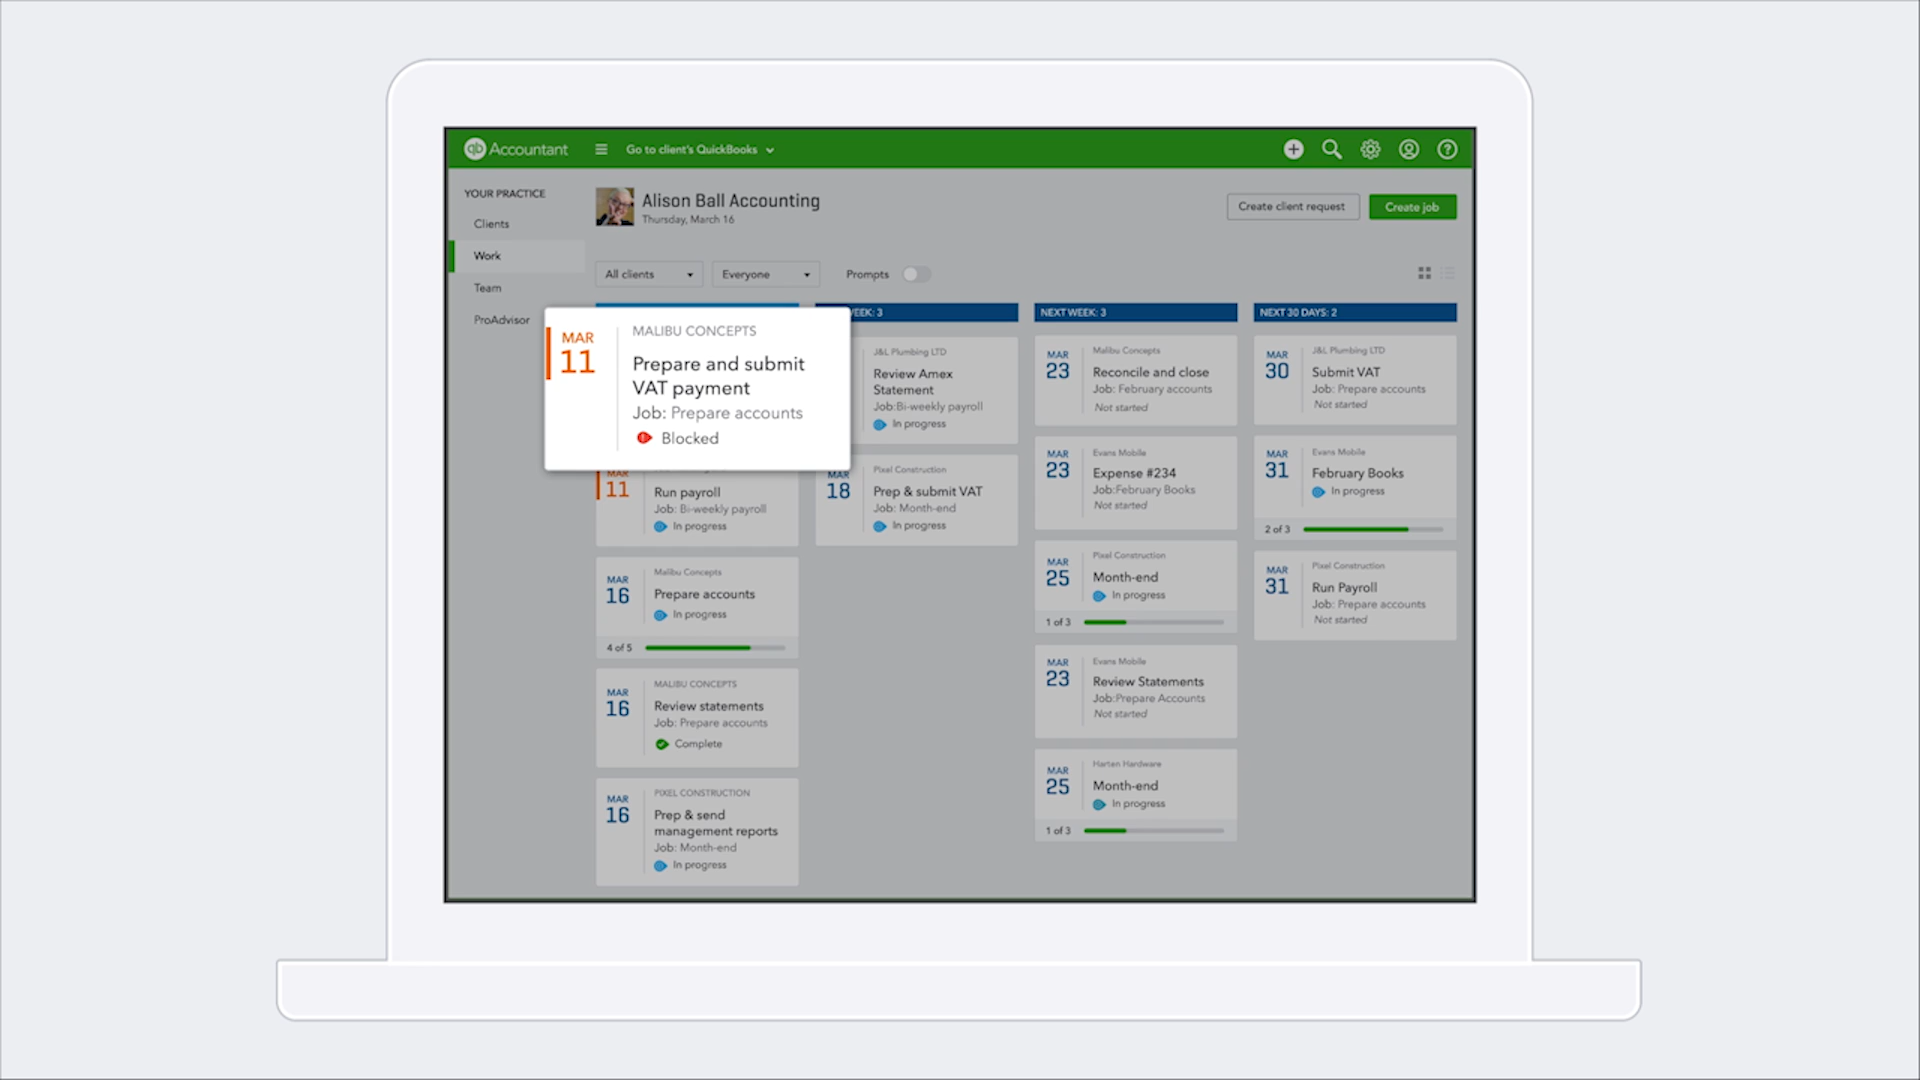 qb Accountant
Go to client's QuickBooks
YOUR PRACTICE
Clients
Work
Team
ProAdvisor
Alison Ball Accounting
Thursday, March 16
Create client request
Create job
All clients
Everyone
Prompts
MAR
11
MALIBU CONCEPTS
Prepare and submit
VAT payment
Job: Prepare accounts
Blocked
MAR
11
Run payroll
Job: Bi-weekly payroll
In progress
MAR
16
Malibu Concepts
Prepare accounts
In progress
4 of 5
MAR
16
MALIBU CONCEPTS
Review statements
Job: Prepare accounts
Complete
MAR
16
PIXEL CONSTRUCTION
Prep & send
management reports
Job: Month-end
In progress
WEEK: 3
J&L Plumbing LTD
Review Amex
Statement
Job:Bi-weekly payroll
In progress
MAR
18
Pixel Construction
Prep & submit VAT
Job: Month-end
In progress
NEXT WEEK: 3
MAR
23
Malibu Concepts
Reconcile and close
Job: February accounts
Not started
MAR
23
Evans Mobile
Expense #234
Job:February Books
Not started
MAR
25
Pixel Construction
Month-end
In progress
1 of 3
MAR
23
Evans Mobile
Review Statements
Job:Prepare Accounts
Not started
MAR
25
Harten Hardware
Month-end
In progress
1 of 3
NEXT 30 DAYS: 2
MAR
30
J&L Plumbing LTD
Submit VAT
Job: Prepare accounts
Not started
MAR
31
Evans Mobile
February Books
In progress
2 of 3
MAR
31
Pixel Construction
Run Payroll
Job: Prepare accounts
Not started